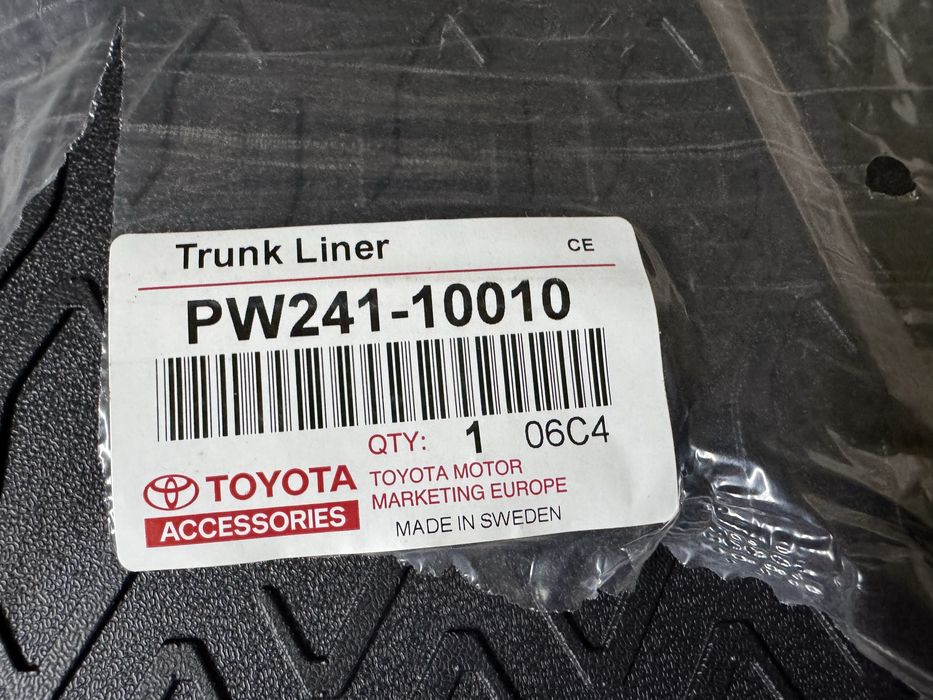 Trunk Liner
CE
PW241-10010
QTY: 1 06C4
TOYOTA
ACCESSORIES
TOYOTA MOTOR
MARKETING EUROPE
MADE IN SWEDEN